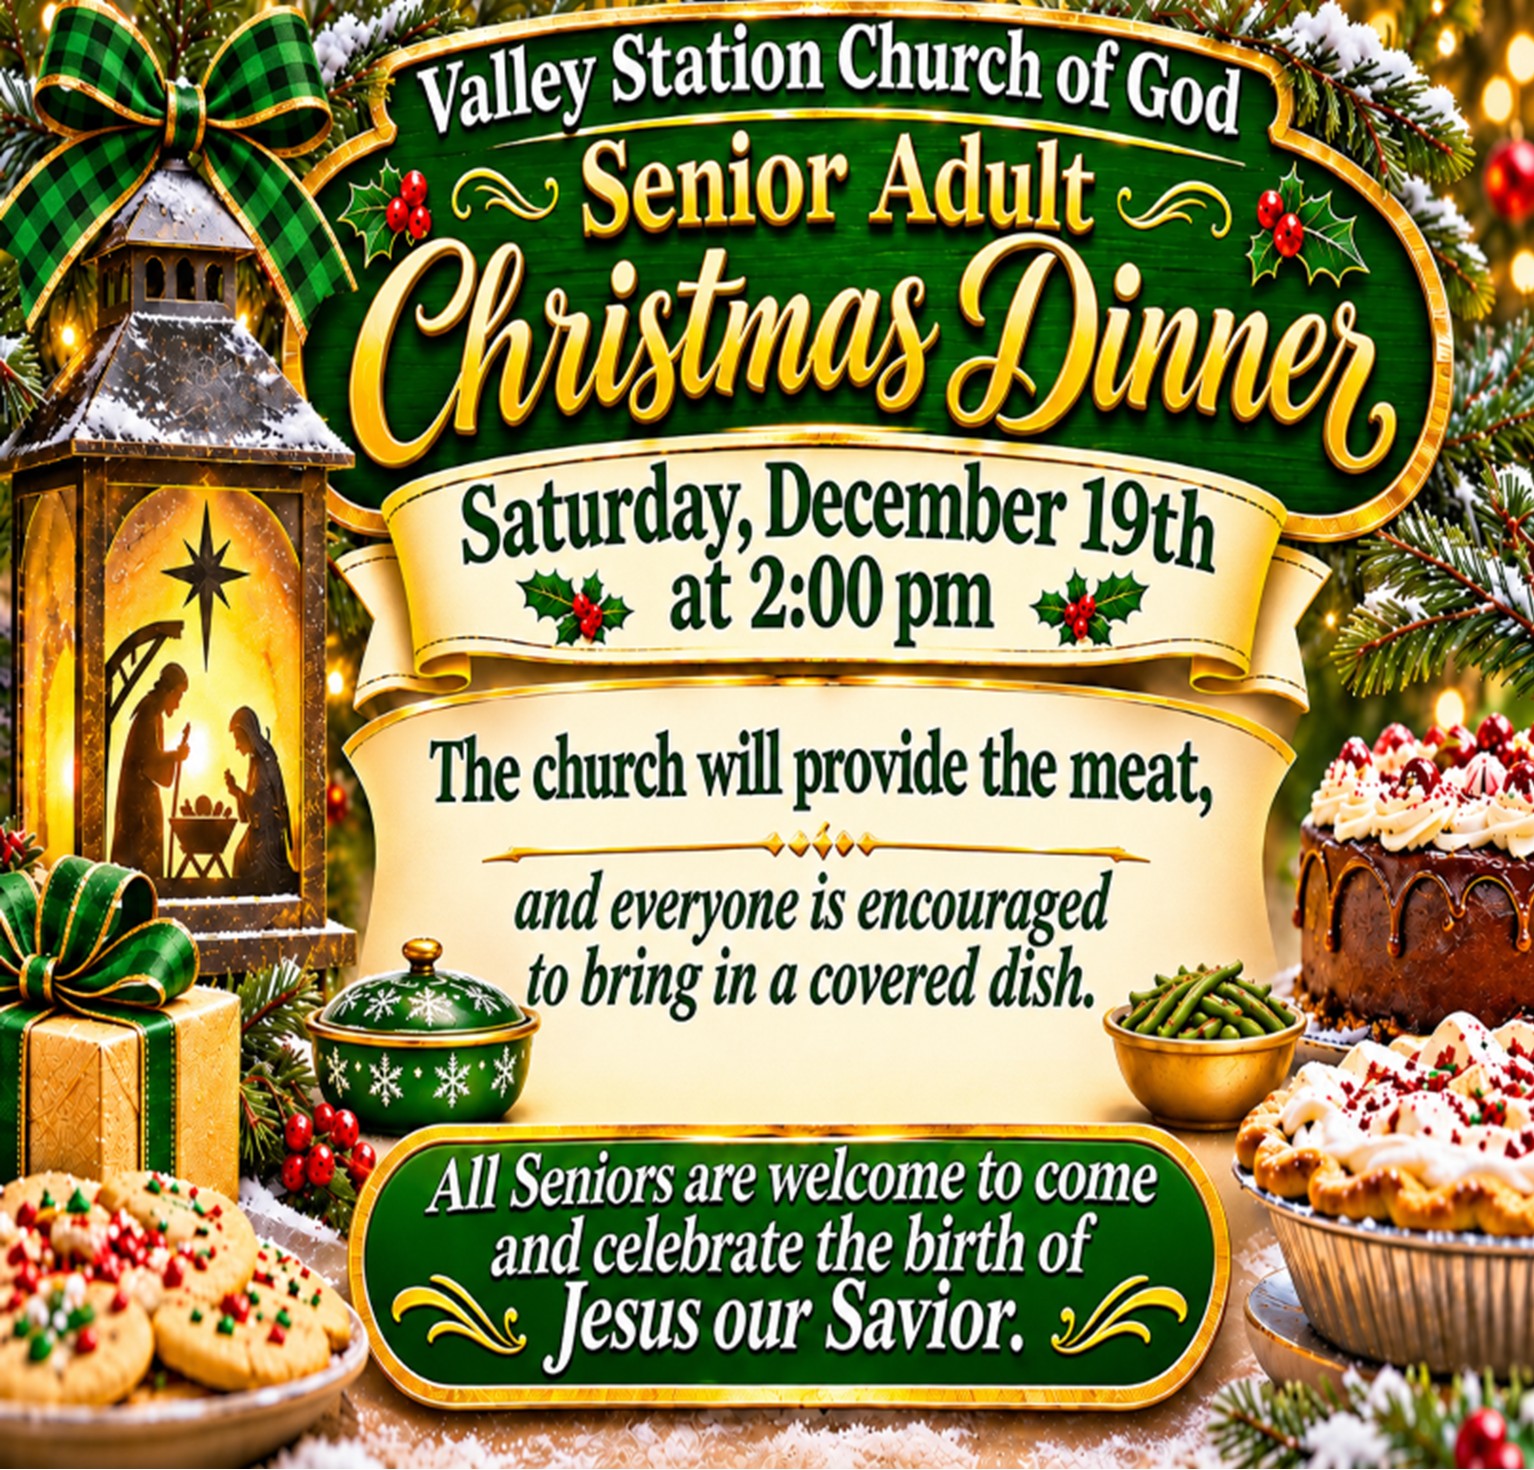 Valley Station Church of God
Senior Adult
Christmas Dinner
Saturday, December 19th
at 2:00 pm
The church will provide the meat,
and everyone is encouraged
to bring in a covered dish.
All Seniors are welcome to come
and celebrate the birth of
Jesus our Savior.